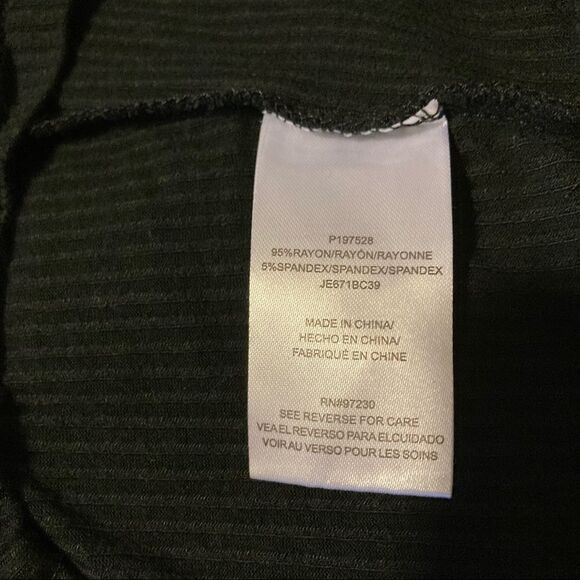 P197528
95%RAYON/RAYÓN/RAYONNE
5%SPANDEX/SPANDEX/SPANDEX
JE671BC39
MADE IN CHINA/
HECHO EN CHINA/
FABRIQUÉ EN CHINE
RN#97230
SEE REVERSE FOR CARE
VEA EL REVERSO PARA ELCUIDADO
VOIR AU VERSO POUR LES SOINS